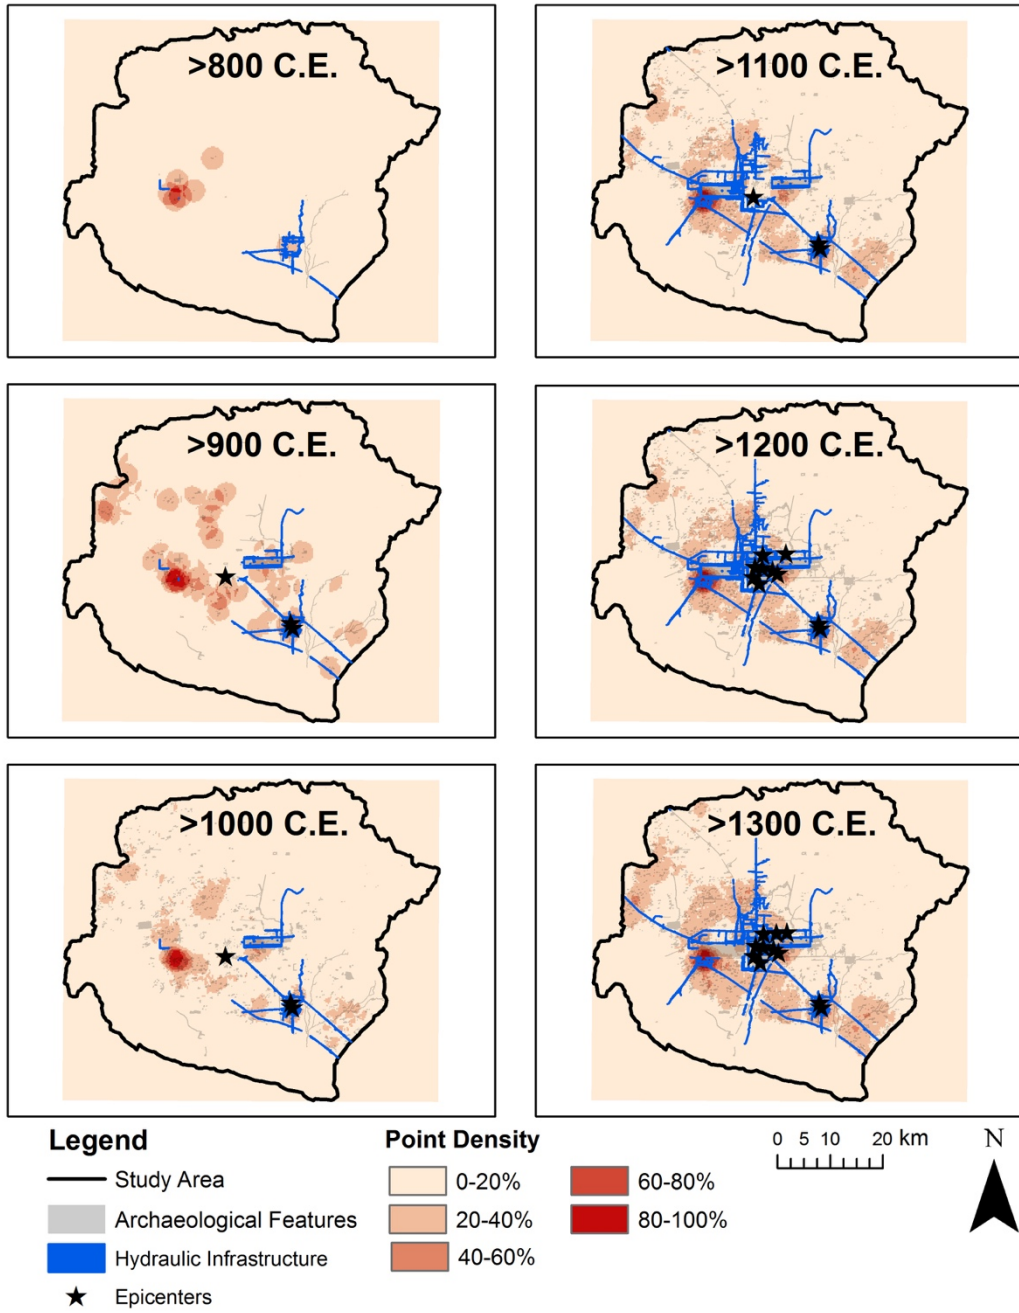 >800 C.E.
>1100 C.E.
>900 C.E.
>1200 C.E.
>1000 C.E.
>1300 C.E.
Legend
Study Area
Archaeological Features
Hydraulic Infrastructure
Epicenters
Point Density
0-20%
20-40%
40-60%
60-80%
80-100%
0 5 10 20 km
N